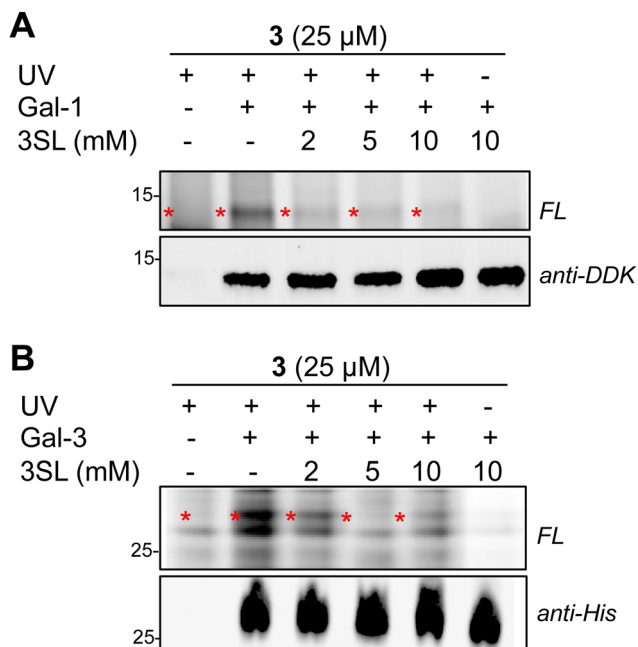 A
3 (25 μM)
UV + + + + + -
Gal-1 - + + + + +
3SL (mM) - - 2 5 10 10
15-
* * * * *
FL
15-
anti-DDK
B
3 (25 μM)
UV + + + + + -
Gal-3 - + + + + +
3SL (mM) - - 2 5 10 10
* * * * *
25-
FL
25-
anti-His